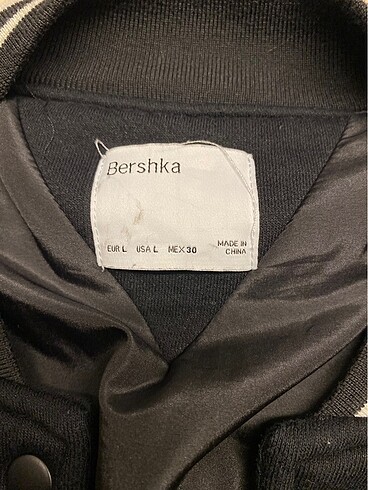 Bershka
EUR L USA L MEX 30 MADE IN
CHINA